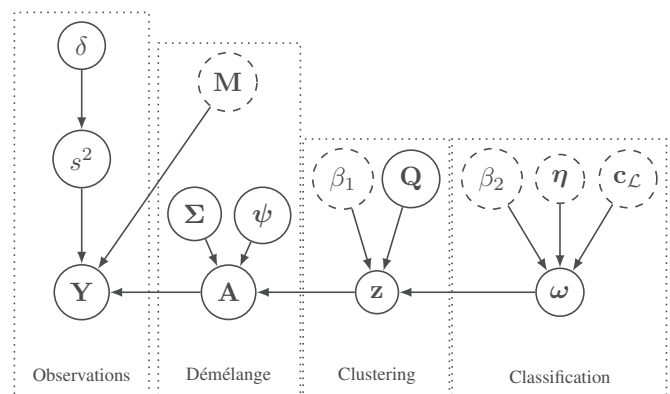 δ
M
s²
β₁ Q β₂ η c_ℒ
Σ ψ
Y A z ω
Observations Démélange Clustering Classification